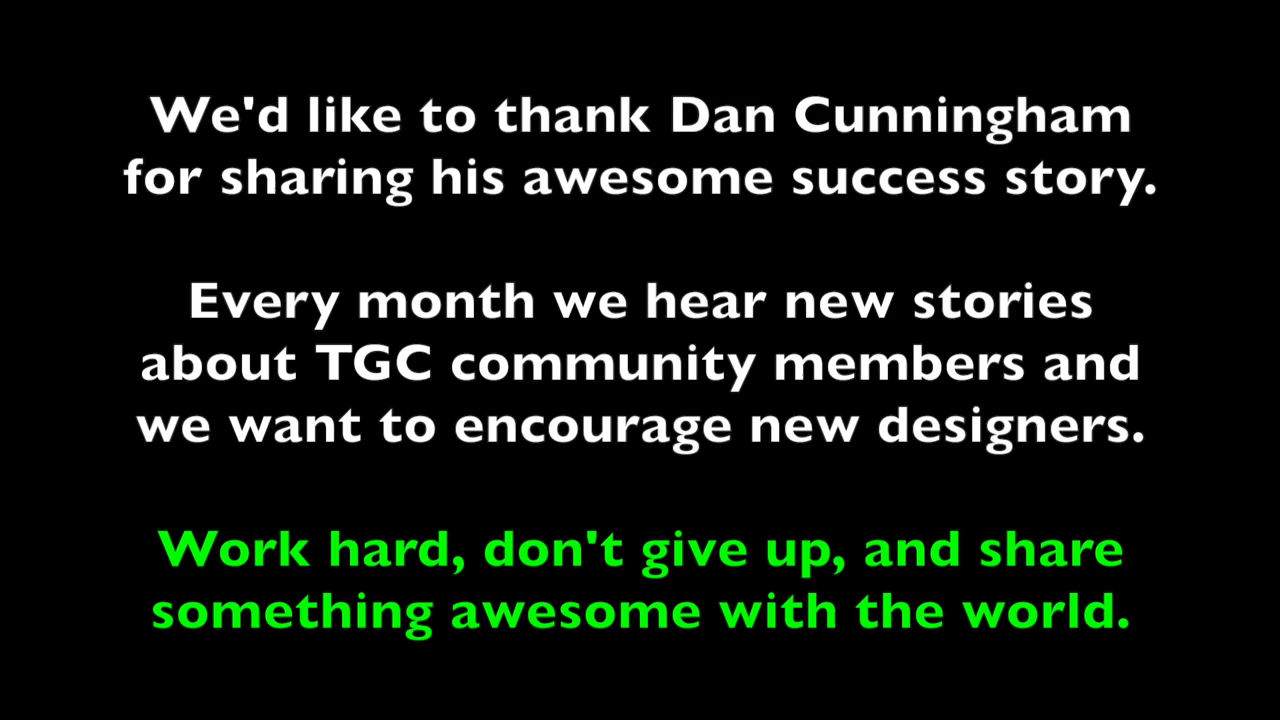 We'd like to thank Dan Cunningham
for sharing his awesome success story.
Every month we hear new stories
about TGC community members and
we want to encourage new designers.
Work hard, don't give up, and share
something awesome with the world.